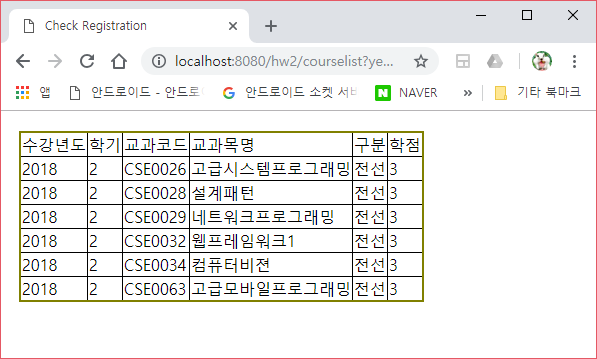 Check Registration
localhost:8080/hw2/courselist?ye...
앱 안드로이드 - 안드로 안드로이드 소켓 서버 NAVER » 기타 북마크
수강년도 학기 교과코드 교과목명 구분 학점
2018 2 CSE0026 고급시스템프로그래밍 전선 3
2018 2 CSE0028 설계패턴 전선 3
2018 2 CSE0029 네트워크프로그래밍 전선 3
2018 2 CSE0032 웹프레임워크1 전선 3
2018 2 CSE0034 컴퓨터비젼 전선 3
2018 2 CSE0063 고급모바일프로그래밍 전선 3